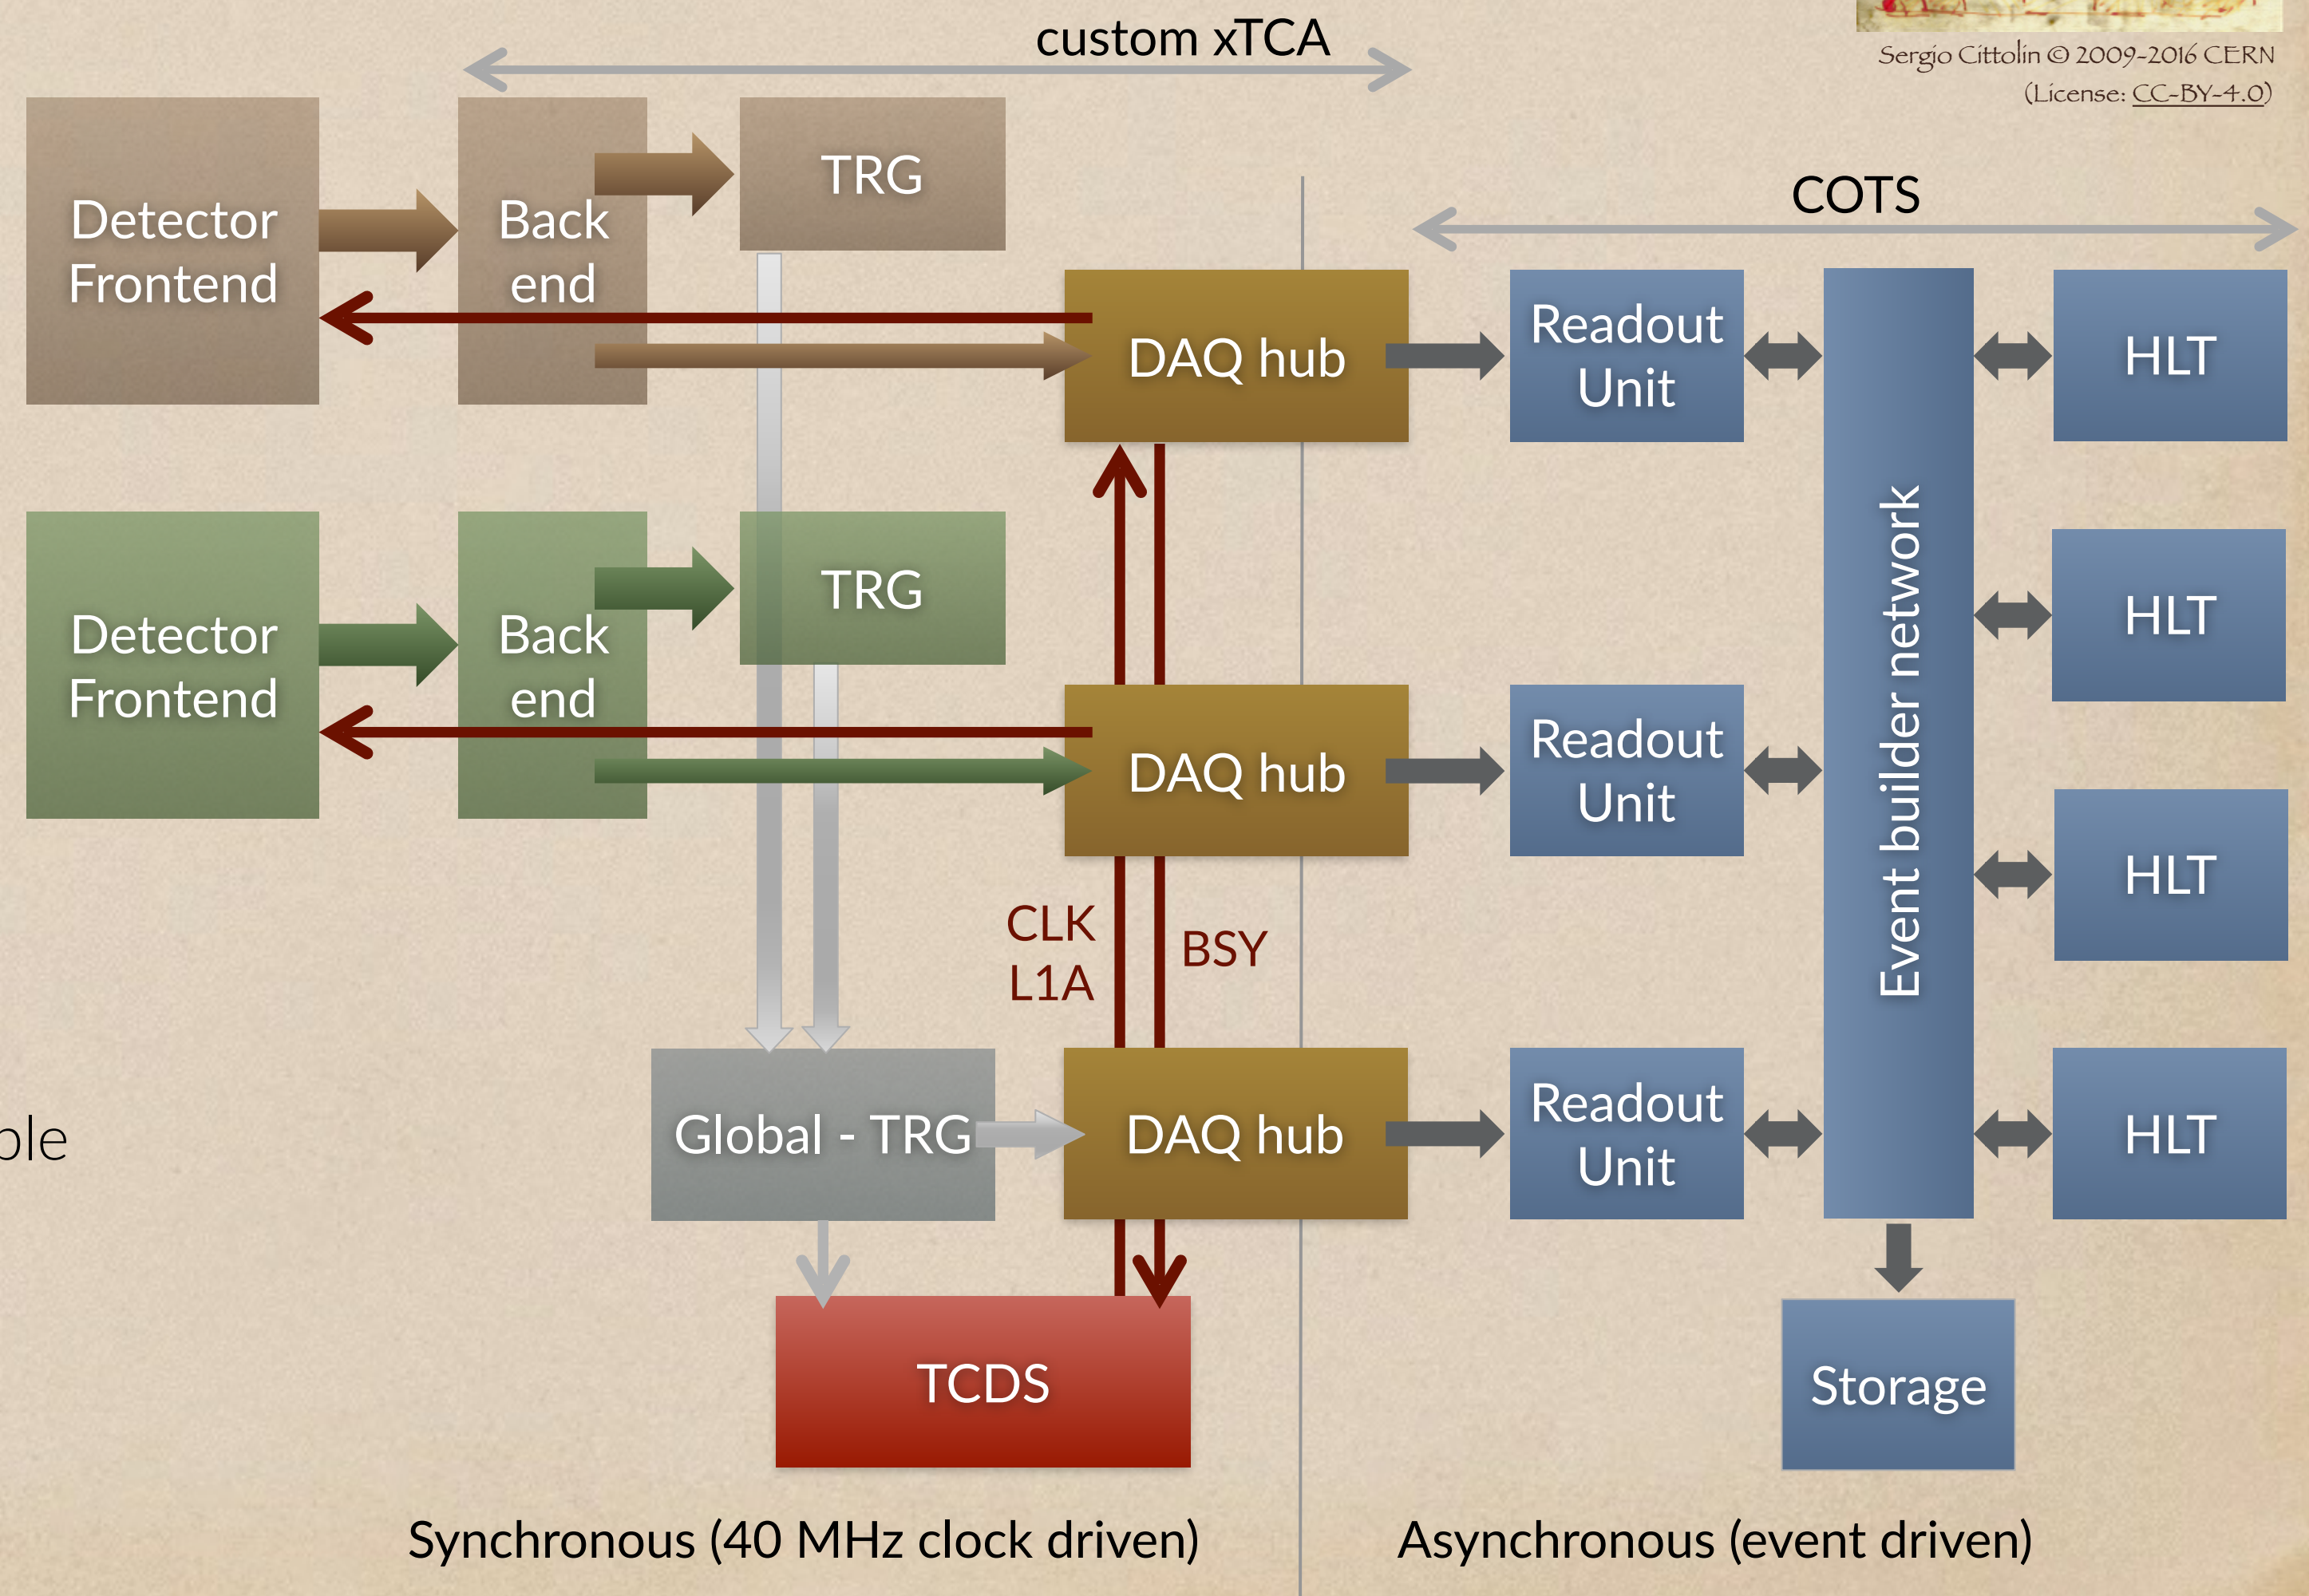 custom xTCA
Sergio Cittolin © 2009-2016 CERN
(License: CC-BY-4.0)
COTS
Detector
Frontend
Back
end
TRG
DAQ hub
Readout
Unit
HLT
Detector
Frontend
Back
end
TRG
DAQ hub
Readout
Unit
Event builder network
HLT
HLT
CLK
L1A
BSY
Global - TRG
DAQ hub
Readout
Unit
HLT
ple
TCDS
Storage
Synchronous (40 MHz clock driven)
Asynchronous (event driven)